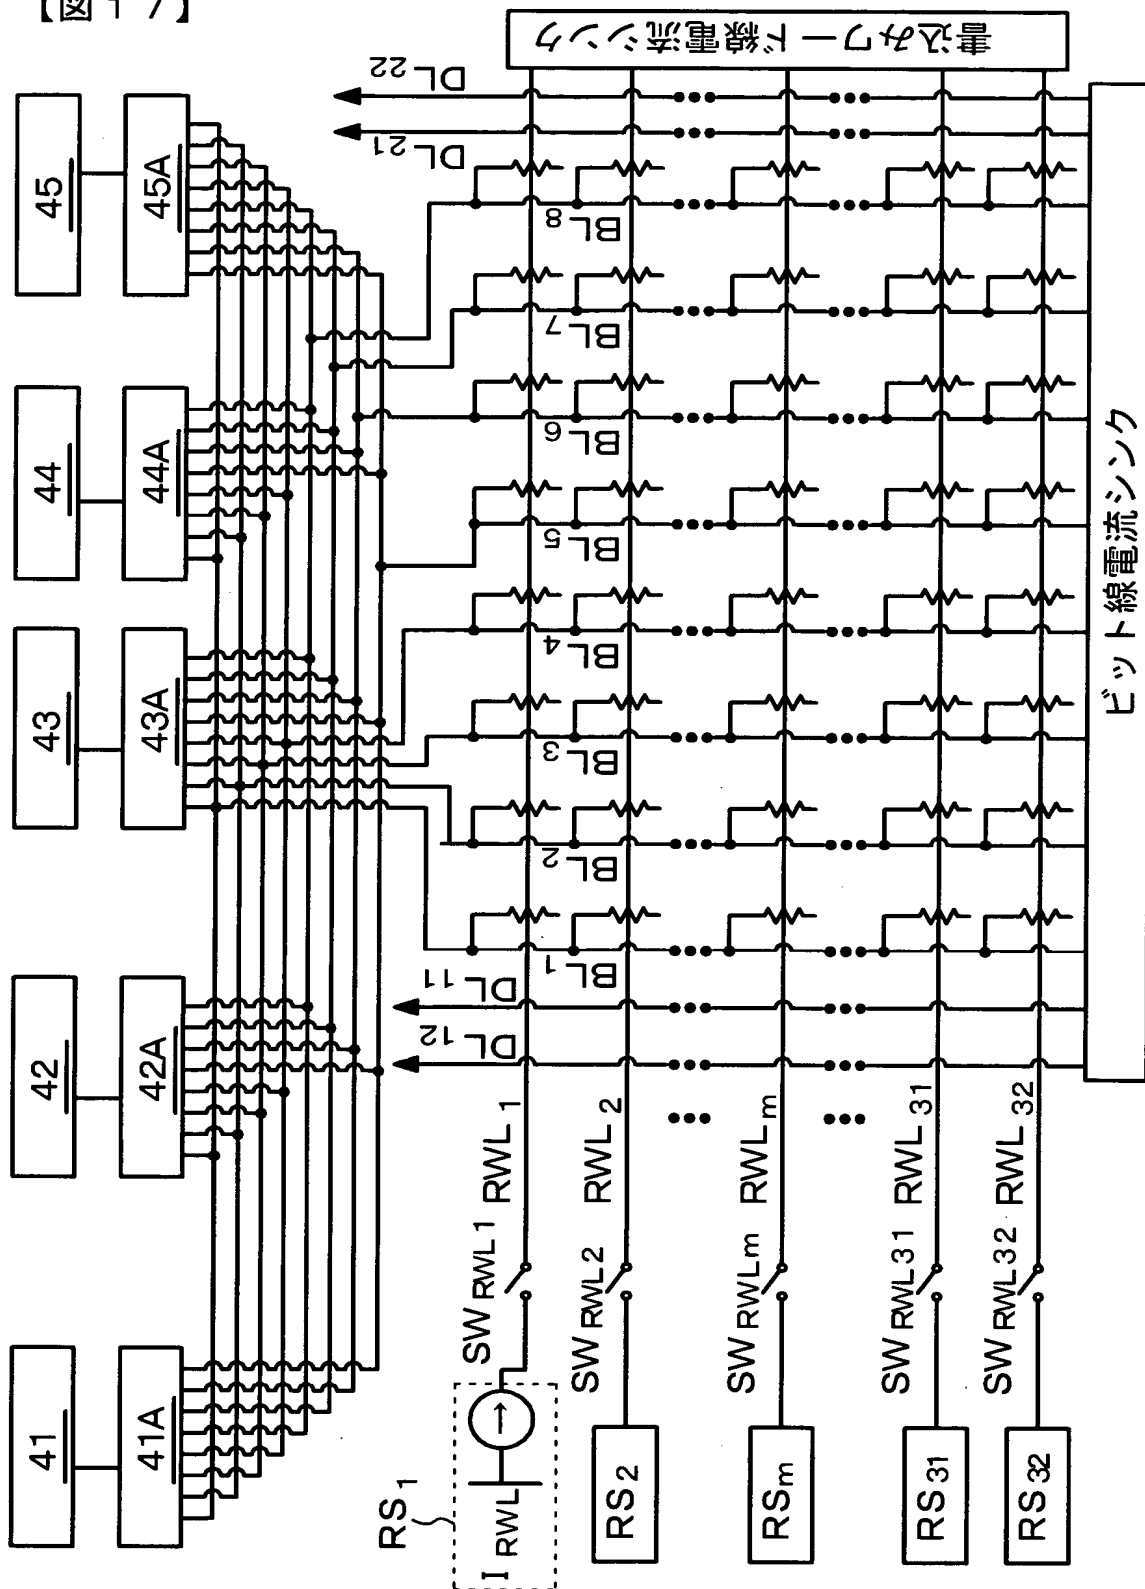 【図17】
41
41A
42
42A
43
43A
44
44A
45
45A
RS1
IRWL
SWRWL1
RWL1
RS2
SWRWL2
RWL2
RSm
SWRWLm
RWLm
RS31
SWRWL31
RWL31
RS32
SWRWL32
RWL32
DL12
DL11
BL1
BL2
BL3
BL4
BL5
BL6
BL7
BL8
DL21
DL22
書込みワード線電流シンク
ビット線電流シンク